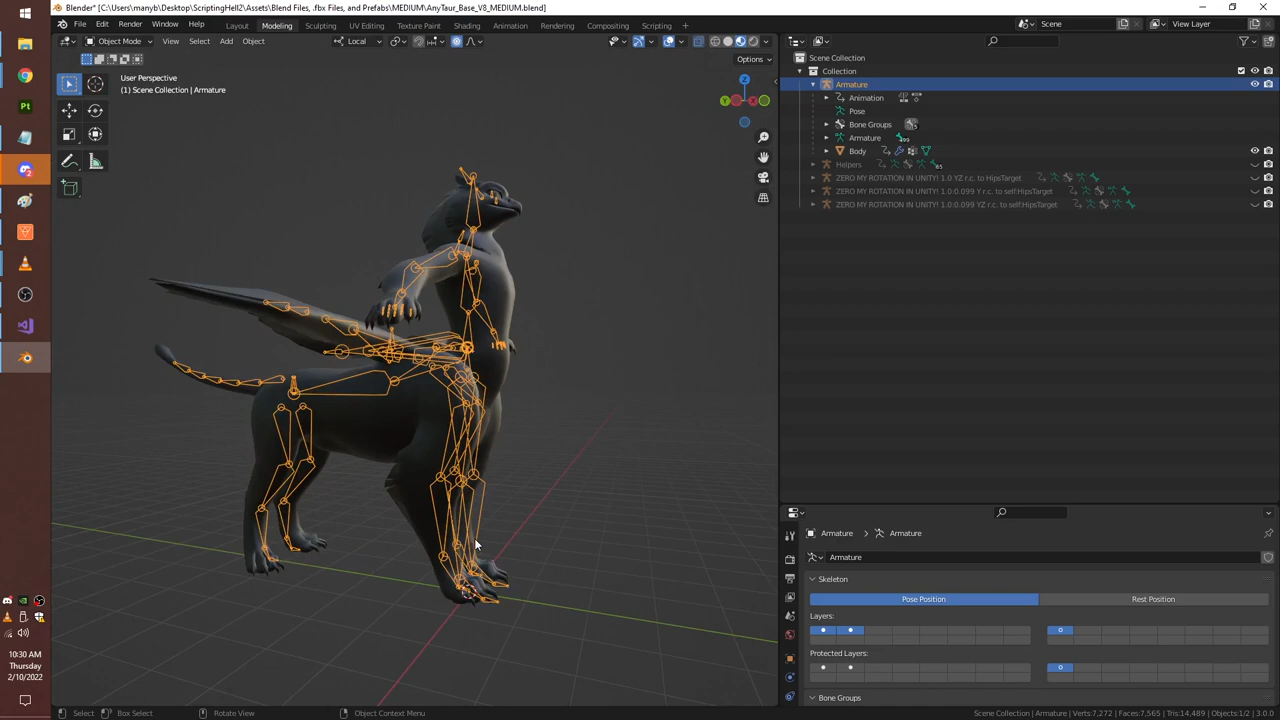 Blender* [C:\Users\manyb\Desktop\ScriptingHell2\Assets\Blend Files, .fbx Files, and Prefabs\MEDIUM\AnyTaur_Base_V8_MEDIUM.blend]
File Edit Render Window Help Layout Modeling Sculpting UV Editing Texture Paint Shading Animation Rendering Compositing Scripting + Scene View Layer
Object Mode View Select Add Object Local
Options
User Perspective
(1) Scene Collection | Armature
Z
Y X
Scene Collection
Collection
Armature
Animation
Pose
Bone Groups 5
Armature 499
Body
Helpers 65
ZERO MY ROTATION IN UNITY! 1.0 YZ r.c. to HipsTarget
ZERO MY ROTATION IN UNITY! 1.0:0.099 Y r.c. to self:HipsTarget
ZERO MY ROTATION IN UNITY! 1.0:0.099 YZ r.c. to self:HipsTarget
Armature > Armature
Armature
Skeleton
Pose Position Rest Position
Layers:
Protected Layers:
Bone Groups
Pt
10:30 AM
Thursday
2/10/2022
Select Box Select Rotate View Object Context Menu Scene Collection | Armature | Verts:7,272 | Faces:7,565 | Tris:14,489 | Objects:1/2 | 3.0.0